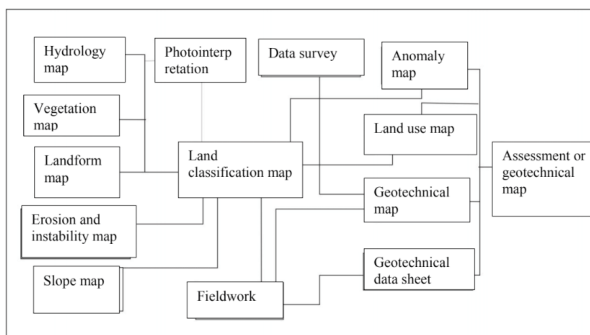 Hydrology
map
Photointerp
retation
Data survey
Anomaly
map
Vegetation
map
Land use map
Landform
map
Land
classification map
Assessment or
geotechnical
map
Geotechnical
map
Erosion and
instability map
Slope map
Fieldwork
Geotechnical
data sheet